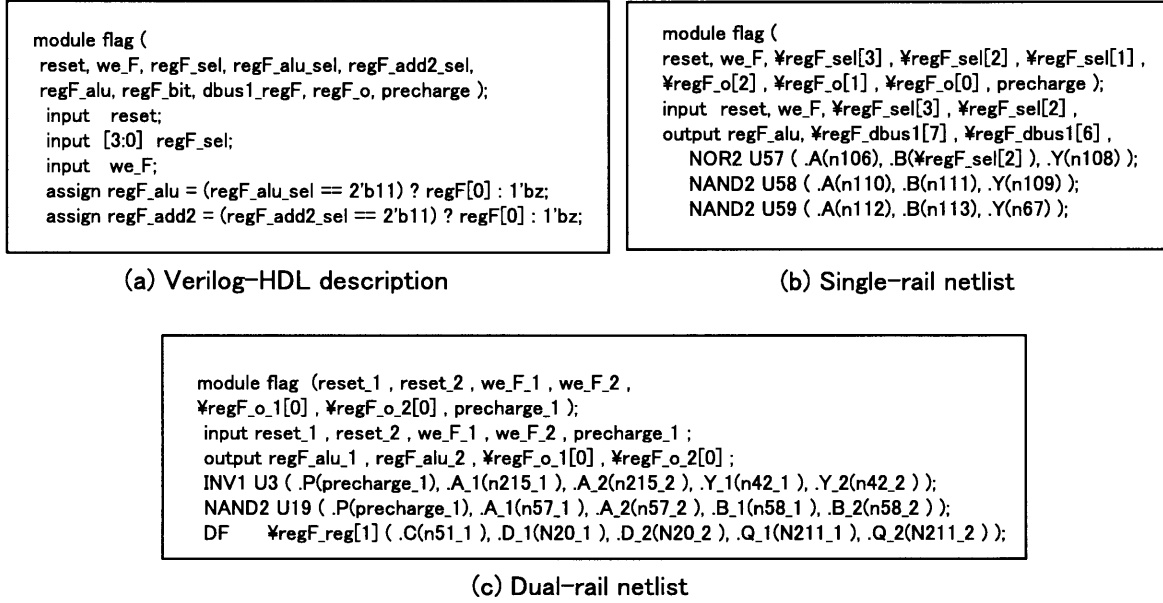 module flag (
reset, we_F, regF_sel, regF_alu_sel, regF_add2_sel,
regF_alu, regF_bit, dbus1_regF, regF_o, precharge );
input reset;
input [3:0] regF_sel;
input we_F;
assign regF_alu = (regF_alu_sel == 2'b11) ? regF[0] : 1'bz;
assign regF_add2 = (regF_add2_sel == 2'b11) ? regF[0] : 1'bz;
(a) Verilog-HDL description
module flag (
reset, we_F, ¥regF_sel[3] , ¥regF_sel[2] , ¥regF_sel[1] ,
¥regF_o[2] , ¥regF_o[1] , ¥regF_o[0] , precharge );
input reset, we_F, ¥regF_sel[3] , ¥regF_sel[2] ,
output regF_alu, ¥regF_dbus1[7] , ¥regF_dbus1[6] ,
NOR2 U57 ( .A(n106), .B(¥regF_sel[2] ), .Y(n108) );
NAND2 U58 ( .A(n110), .B(n111), .Y(n109) );
NAND2 U59 ( .A(n112), .B(n113), .Y(n67) );
(b) Single-rail netlist
module flag (reset_1 , reset_2 , we_F_1 , we_F_2 ,
¥regF_o_1[0] , ¥regF_o_2[0] , precharge_1 );
input reset_1 , reset_2 , we_F_1 , we_F_2 , precharge_1 ;
output regF_alu_1 , regF_alu_2 , ¥regF_o_1[0] , ¥regF_o_2[0] ;
INV1 U3 ( .P(precharge_1), .A_1(n215_1 ), .A_2(n215_2 ), .Y_1(n42_1 ), .Y_2(n42_2 ) );
NAND2 U19 ( .P(precharge_1), .A_1(n57_1 ), .A_2(n57_2 ), .B_1(n58_1 ), .B_2(n58_2 ) );
DF ¥regF_reg[1] ( .C(n51_1 ), .D_1(N20_1 ), .D_2(N20_2 ), .Q_1(N211_1 ), .Q_2(N211_2 ) );
(c) Dual-rail netlist